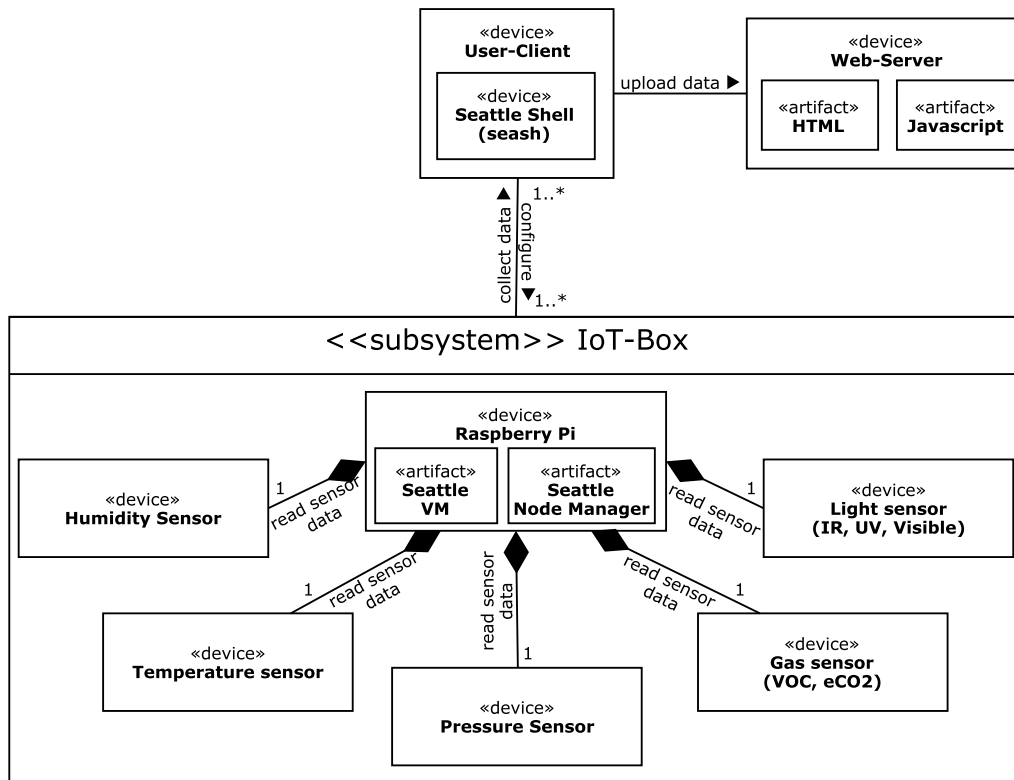 «device»
User-Client
«device»
Seattle Shell
(seash)
upload data ▶
«device»
Web-Server
«artifact»
HTML
«artifact»
Javascript
1..*
collect data ▶
configure ▶
1..*
<<subsystem>> IoT-Box
«device»
Raspberry Pi
«artifact»
Seattle
VM
«artifact»
Seattle
Node Manager
«device»
Humidity Sensor
1
read sensor
data
«device»
Light sensor
(IR, UV, Visible)
1
read sensor
data
1
read sensor
data
«device»
Temperature sensor
read sensor
data
1
«device»
Pressure Sensor
1
read sensor
data
«device»
Gas sensor
(VOC, eCO2)